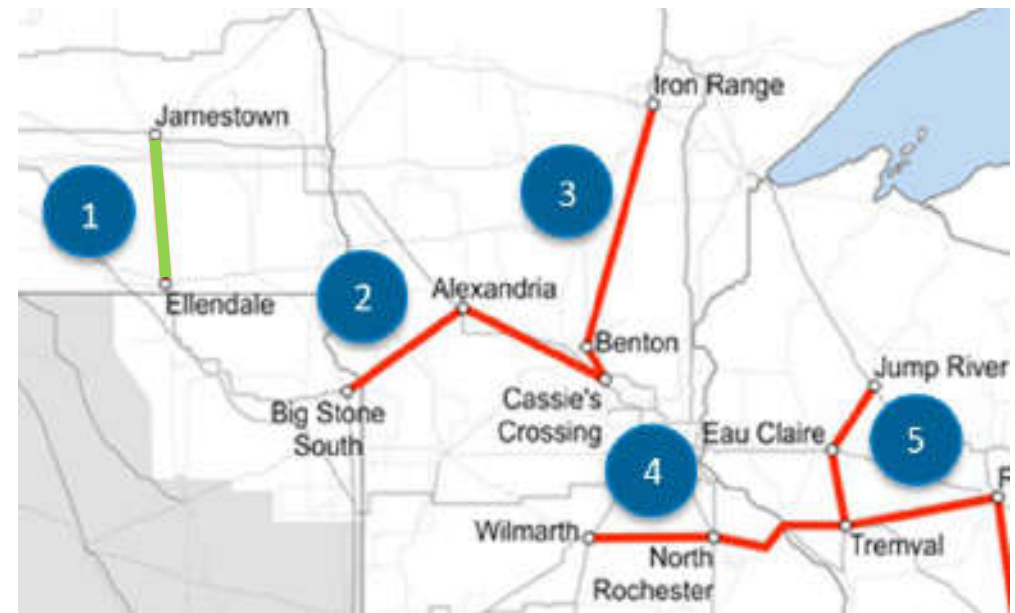 Iron Range
Jamestown
3
1
2
Alexandria
Ellendale
Benton
Jump River
Cassie's
Crossing
Big Stone
South
Eau Claire
5
4
Wilmarth
North
Rochester
Tremval
R